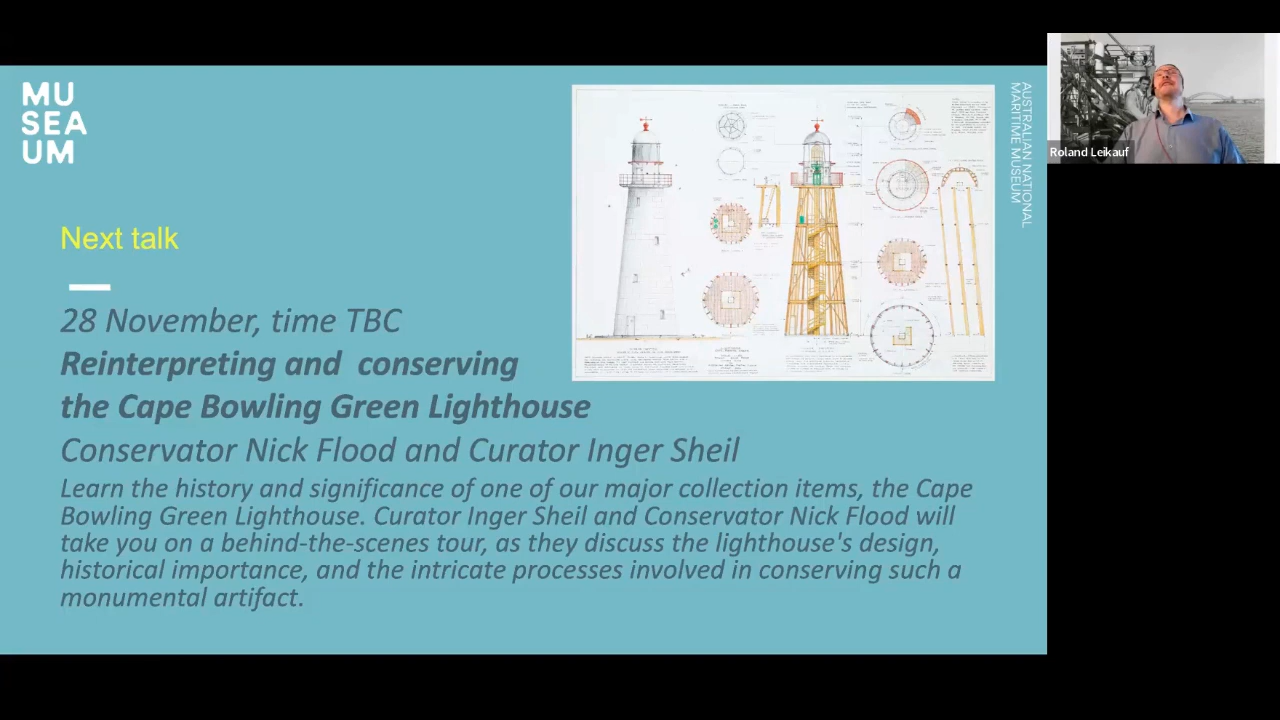 MU
SEA
UM
AUSTRALIAN NATIONAL
MARITIME MUSEUM
Roland Leikauf
Next talk
28 November, time TBC
Reinterpreting and conserving
the Cape Bowling Green Lighthouse
Conservator Nick Flood and Curator Inger Sheil
Learn the history and significance of one of our major collection items, the Cape
Bowling Green Lighthouse. Curator Inger Sheil and Conservator Nick Flood will
take you on a behind-the-scenes tour, as they discuss the lighthouse's design,
historical importance, and the intricate processes involved in conserving such a
monumental artifact.